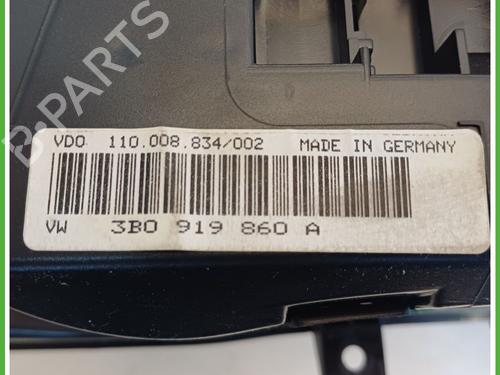 B-PARTS
VDO 110.008.834/002 MADE IN GERMANY
VW 3B0 919 860 A